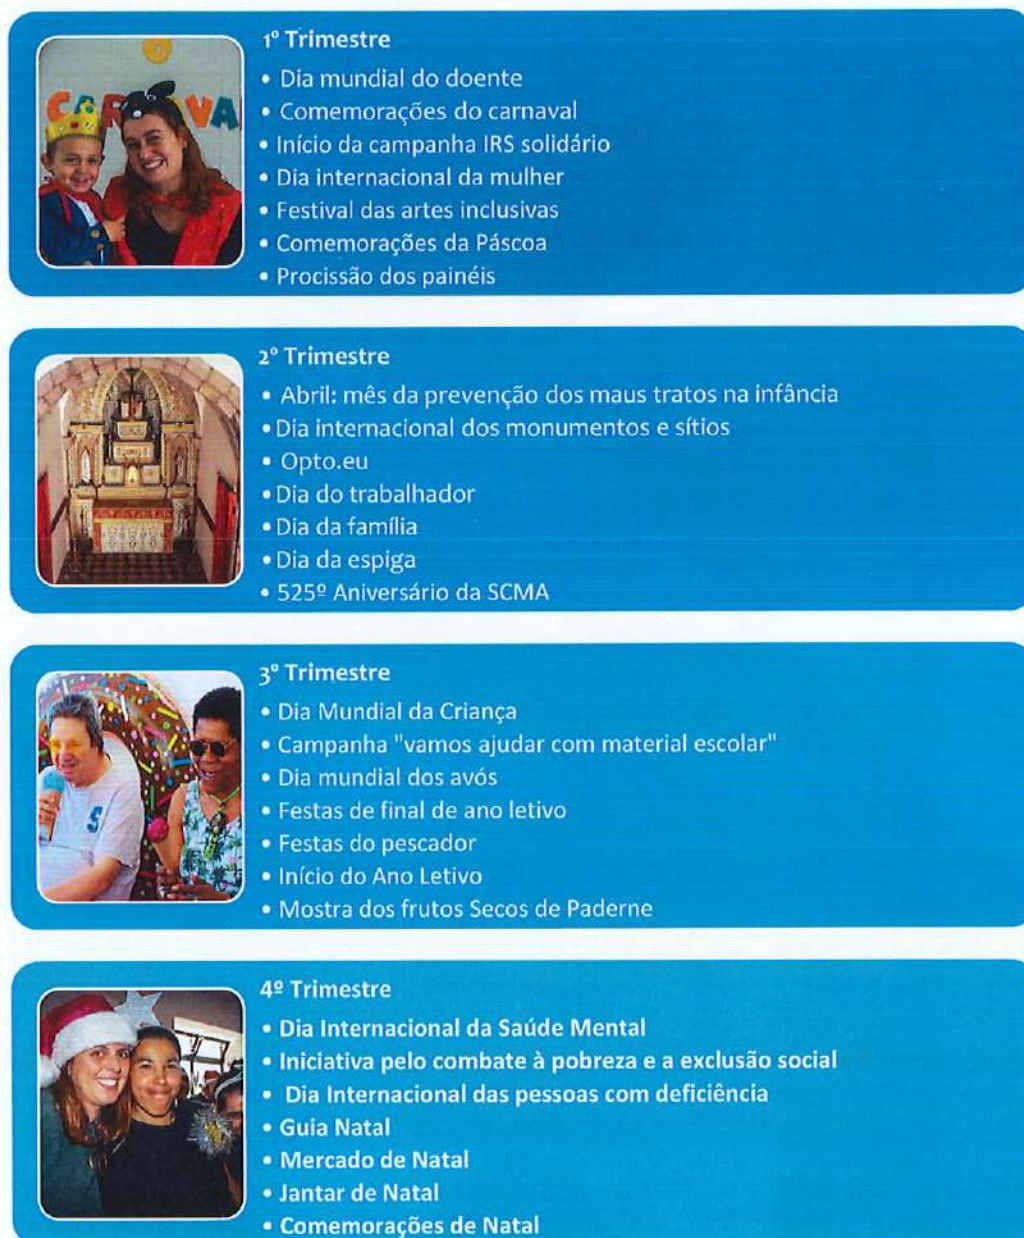 CARNAVA
1º Trimestre
• Dia mundial do doente
• Comemorações do carnaval
• Início da campanha IRS solidário
• Dia internacional da mulher
• Festival das artes inclusivas
• Comemorações da Páscoa
• Procissão dos painéis
2º Trimestre
• Abril: mês da prevenção dos maus tratos na infância
• Dia internacional dos monumentos e sítios
• Opto.eu
• Dia do trabalhador
• Dia da família
• Dia da espiga
• 525º Aniversário da SCMA
3º Trimestre
• Dia Mundial da Criança
• Campanha "vamos ajudar com material escolar"
• Dia mundial dos avós
• Festas de final de ano letivo
• Festas do pescador
• Início do Ano Letivo
• Mostra dos frutos Secos de Paderne
S
4º Trimestre
• Dia Internacional da Saúde Mental
• Iniciativa pelo combate à pobreza e a exclusão social
• Dia Internacional das pessoas com deficiência
• Guia Natal
• Mercado de Natal
• Jantar de Natal
• Comemorações de Natal